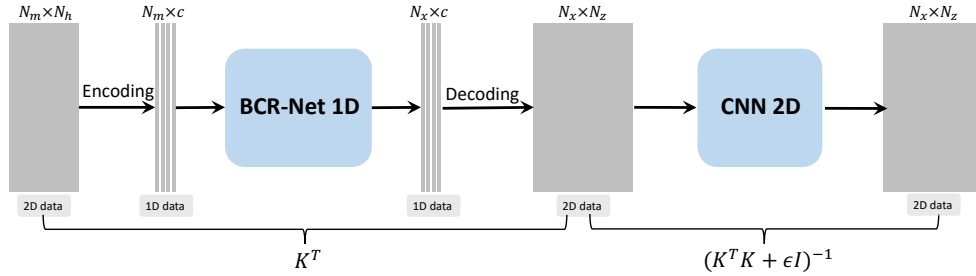 N_m×N_h N_m×c N_x×c N_x×N_z N_x×N_z
Encoding BCR-Net 1D Decoding CNN 2D
2D data 1D data 1D data 2D data 2D data
K^T (K^T K + ϵI)^{-1}